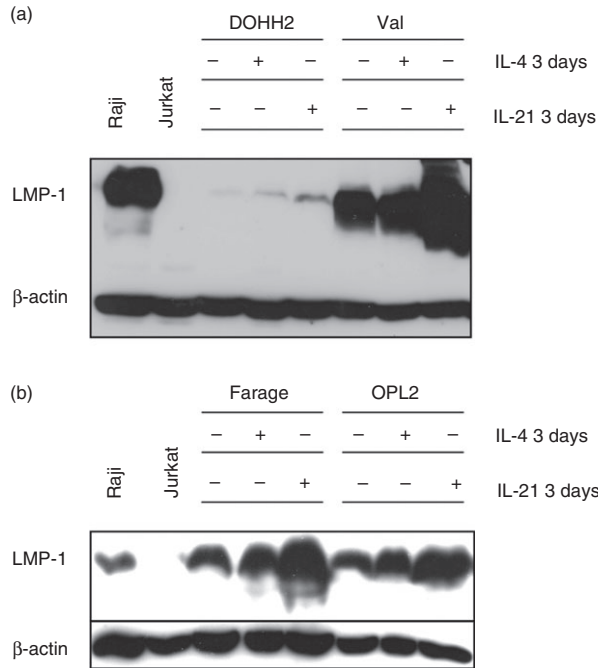 (a)
DOHH2 Val
– + – – + – IL-4 3 days
– – + – – + IL-21 3 days
Raji Jurkat
LMP-1
β-actin
(b)
Farage OPL2
– + – – + – IL-4 3 days
– – + – – + IL-21 3 days
Raji Jurkat
LMP-1
β-actin